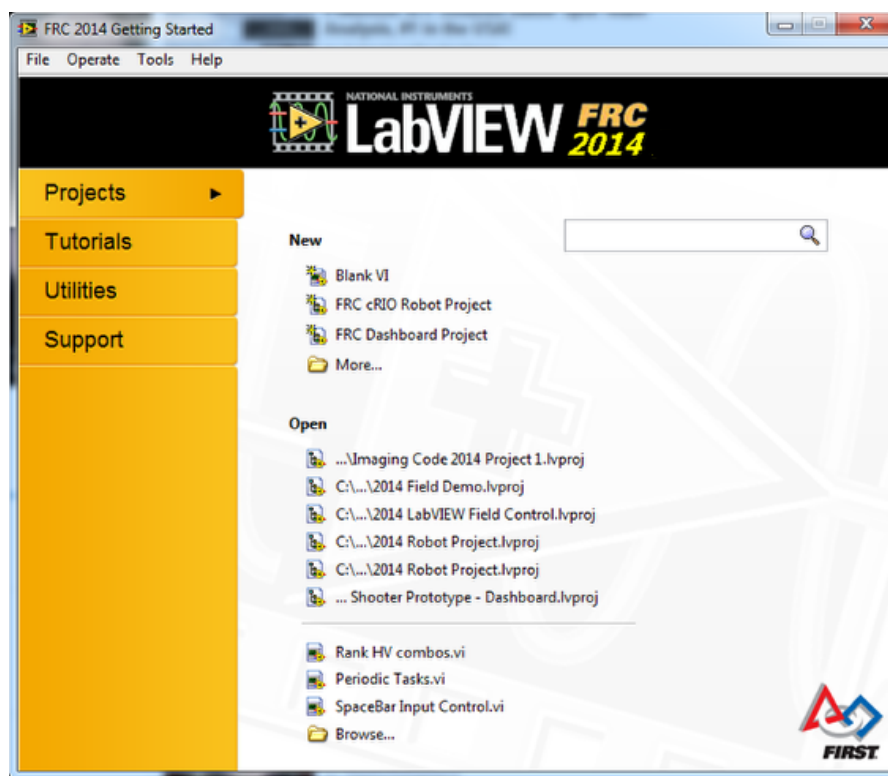 FRC 2014 Getting Started
File Operate Tools Help
NATIONAL INSTRUMENTS
LabVIEW FRC 2014
Projects
Tutorials
Utilities
Support
New
Blank VI
FRC cRIO Robot Project
FRC Dashboard Project
More...
Open
...\Imaging Code 2014 Project 1.lvproj
C:\...\2014 Field Demo.lvproj
C:\...\2014 LabVIEW Field Control.lvproj
C:\...\2014 Robot Project.lvproj
C:\...\2014 Robot Project.lvproj
... Shooter Prototype - Dashboard.lvproj
Rank HV combos.vi
Periodic Tasks.vi
SpaceBar Input Control.vi
Browse...
FIRST